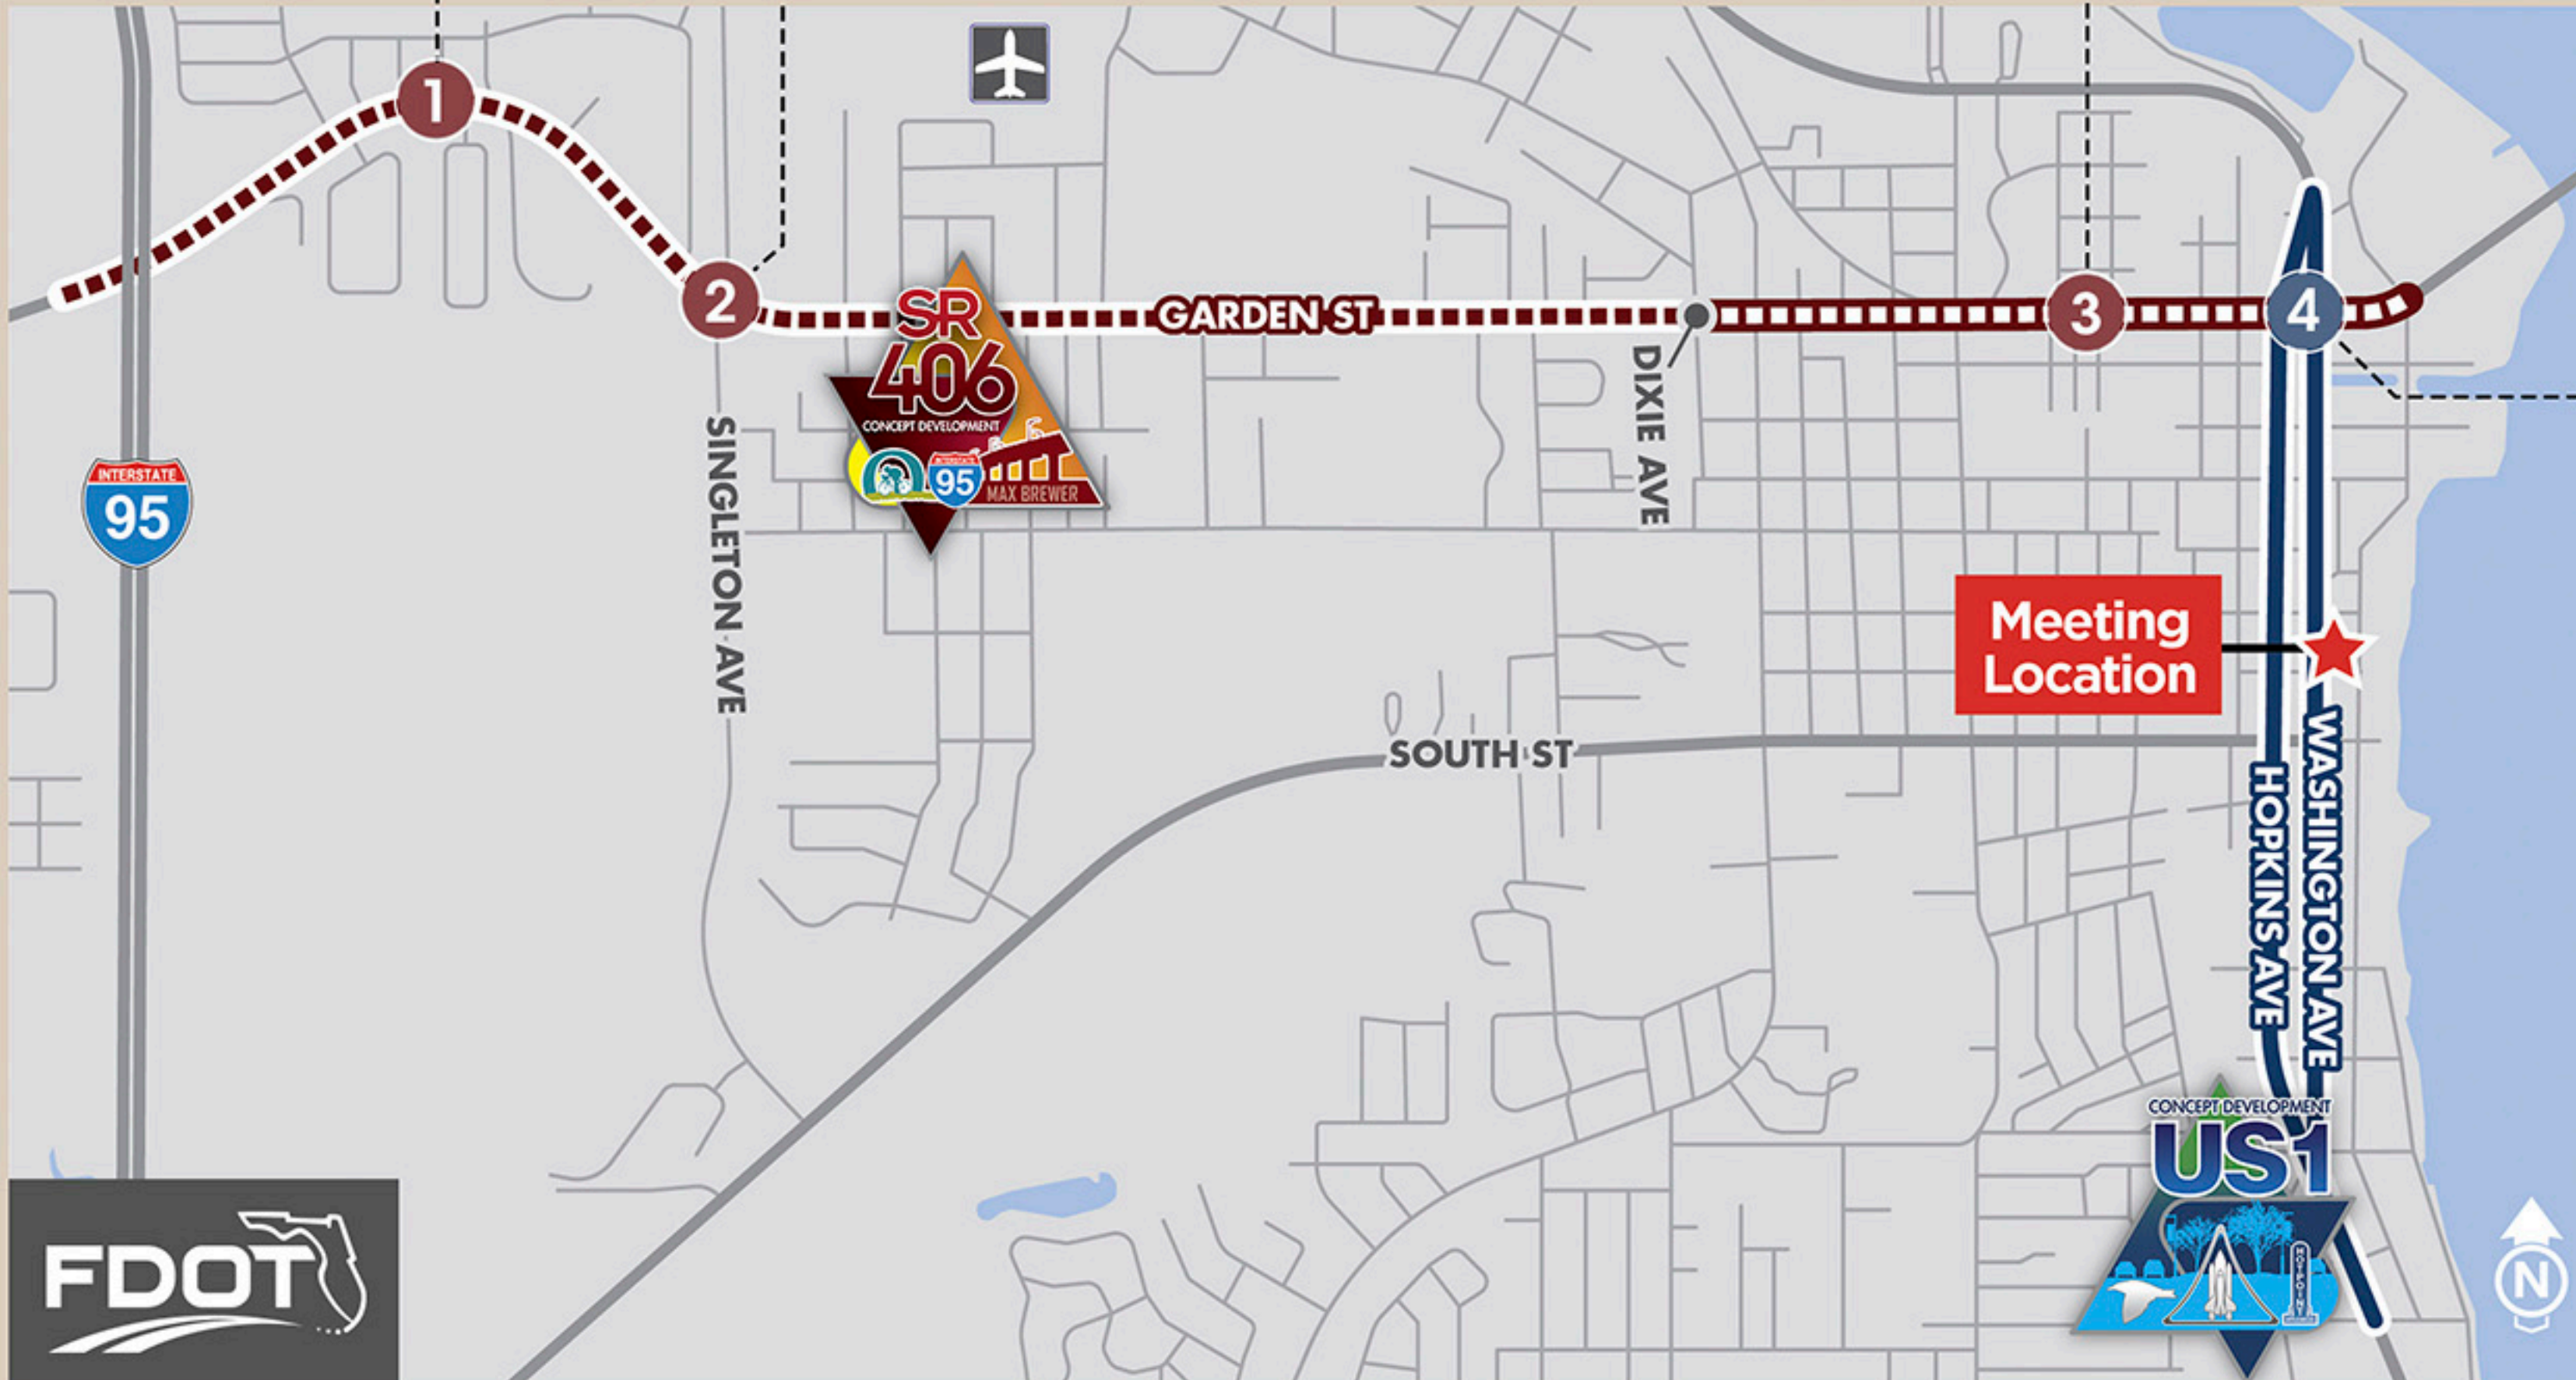 1
2
GARDEN ST
3
4
SR
406
CONCEPT DEVELOPMENT
INTERSTATE
95
MAX BREWER
DIXIE AVE
SINGLETON AVE
INTERSTATE
95
Meeting
Location
SOUTH ST
WASHINGTON AVE
HOPKINS AVE
CONCEPT DEVELOPMENT
US1
HOTPOINT
FDOT
N